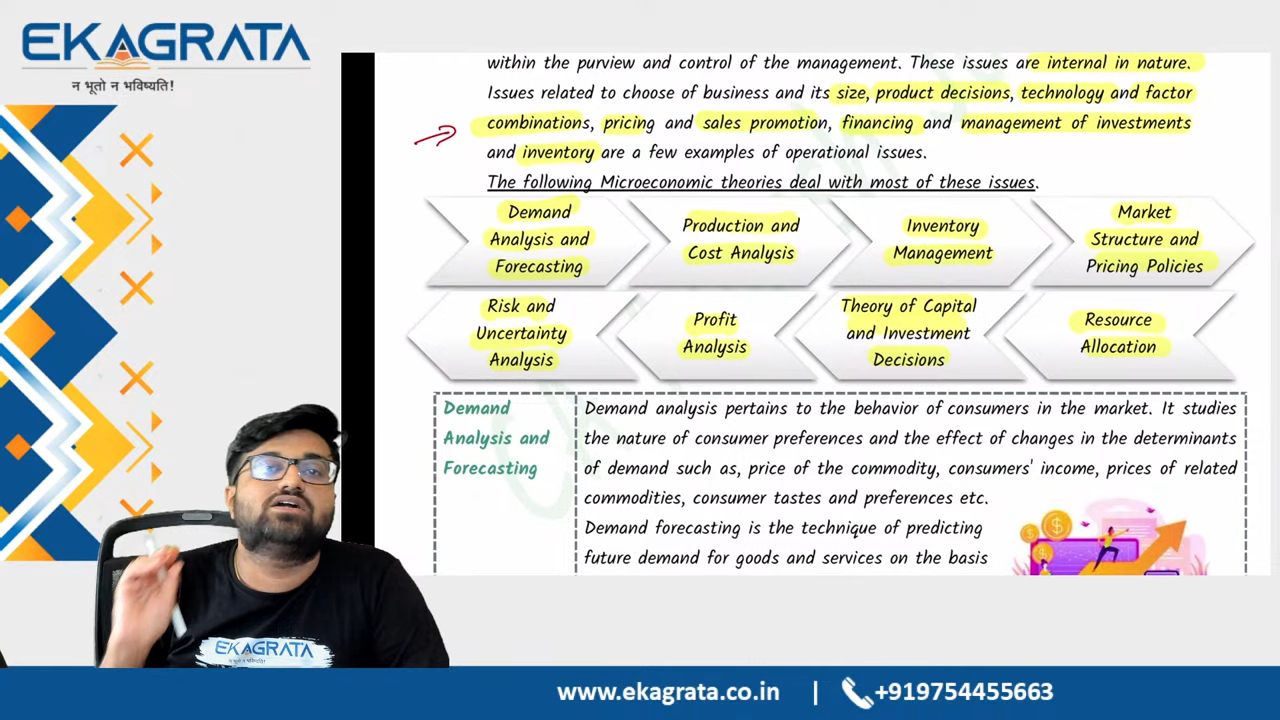 EKAGRATA
न भूतो न भविष्यति!
within the purview and control of the management. These issues are internal in nature.
Issues related to choose of business and its size, product decisions, technology and factor
combinations, pricing and sales promotion, financing and management of investments
and inventory are a few examples of operational issues.
The following Microeconomic theories deal with most of these issues.
Demand
Analysis and
Forecasting
Production and
Cost Analysis
Inventory
Management
Market
Structure and
Pricing Policies
Risk and
Uncertainty
Analysis
Profit
Analysis
Theory of Capital
and Investment
Decisions
Resource
Allocation
Demand
Analysis and
Forecasting
Demand analysis pertains to the behavior of consumers in the market. It studies
the nature of consumer preferences and the effect of changes in the determinants
of demand such as, price of the commodity, consumers' income, prices of related
commodities, consumer tastes and preferences etc.
Demand forecasting is the technique of predicting
future demand for goods and services on the basis
EKAGRATA
न भूतो न भविष्यति!
www.ekagrata.co.in | +919754455663